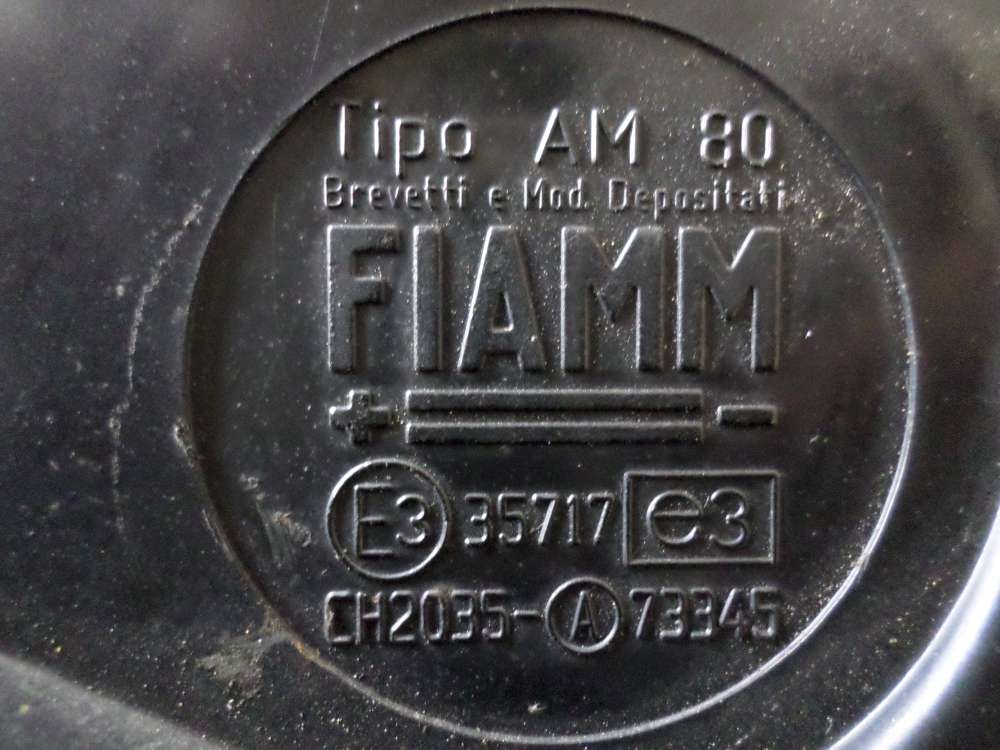 Tipo AM 80
Brevetti e Mod. Depositati
FIAMM
+ -
E3 35717 e3
CH2035-A 73345